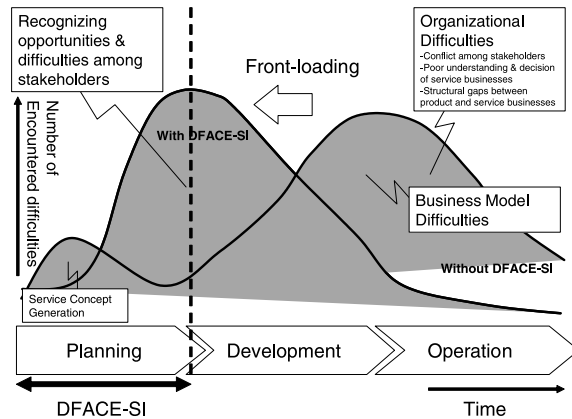 Recognizing
opportunities &
difficulties among
stakeholders
Organizational
Difficulties
-Conflict among stakeholders
-Poor understanding & decision
of service businesses
-Structural gaps between
product and service businesses
Front-loading
Number of
Encountered difficulties
With DFACE-SI
Business Model
Difficulties
Without DFACE-SI
Service Concept
Generation
Planning
Development
Operation
DFACE-SI
Time